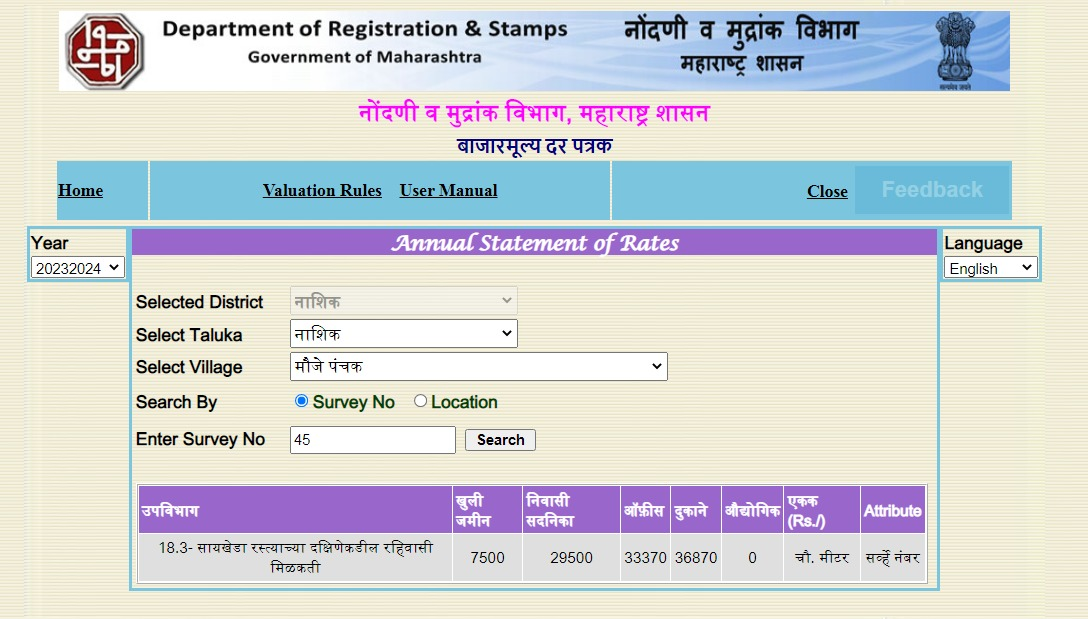 Department of Registration & Stamps
Government of Maharashtra
नोंदणी व मुद्रांक विभाग
महाराष्ट्र शासन
नोंदणी व मुद्रांक विभाग, महाराष्ट्र शासन
बाजारमूल्य दर पत्रक
Home Valuation Rules User Manual Close Feedback
Year
20232024
Annual Statement of Rates
Language
English
Selected District नाशिक
Select Taluka नाशिक
Select Village मौजे पंचक
Search By Survey No Location
Enter Survey No 45 Search
उपविभाग खुली जमीन निवासी सदनिका ऑफ़ीस दुकाने औद्योगिक एकक (Rs./) Attribute
18.3- सायखेडा रस्त्याच्या दक्षिणेकडील रहिवासी मिळकती 7500 29500 33370 36870 0 चौ. मीटर सर्व्हे नंबर